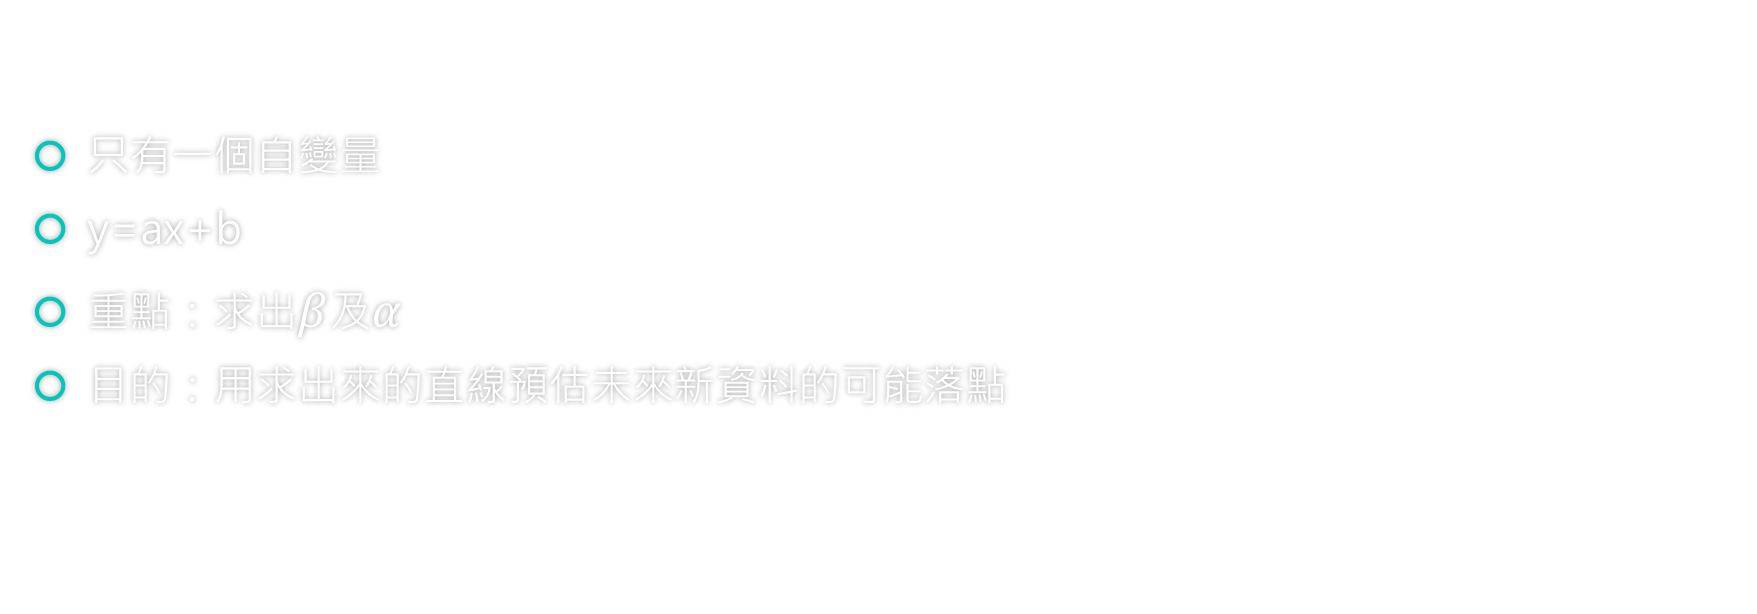 只有一個自變量
y=ax+b
重點：求出β及α
目的：用求出來的直線預估未來新資料的可能落點